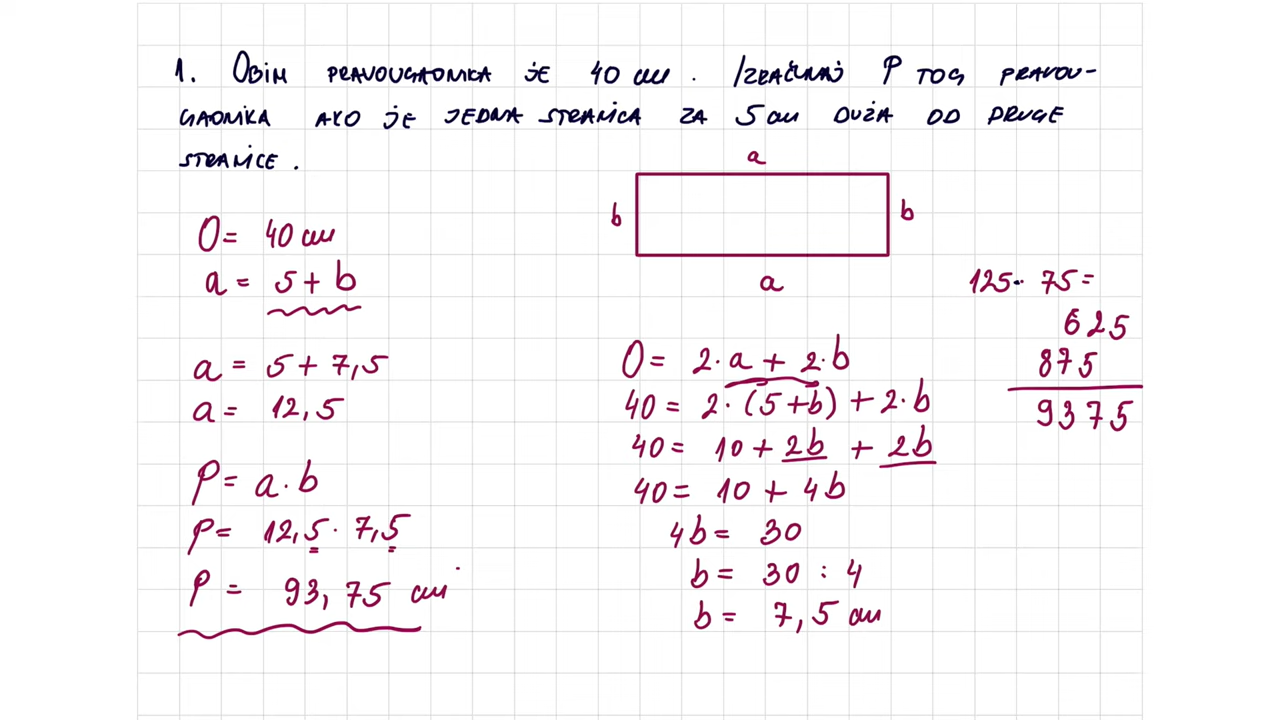 1. OBIM PRAVOUGAONIKA JE 40 cm. IZRAČUNAJ P TOG PRAVOU-
GAONIKA AKO JE JEDNA STRANICA ZA 5 cm DUŽA OD DRUGE
STRANICE.
a
b
b
a
O = 40 cm
a = 5 + b
a = 5 + 7,5
a = 12,5
P = a · b
P = 12,5 · 7,5
P = 93,75 cm
O = 2 · a + 2 · b
40 = 2 · (5 + b) + 2 · b
40 = 10 + 2b + 2b
40 = 10 + 4b
4b = 30
b = 30 : 4
b = 7,5 cm
125 · 75 =
625
875
9375